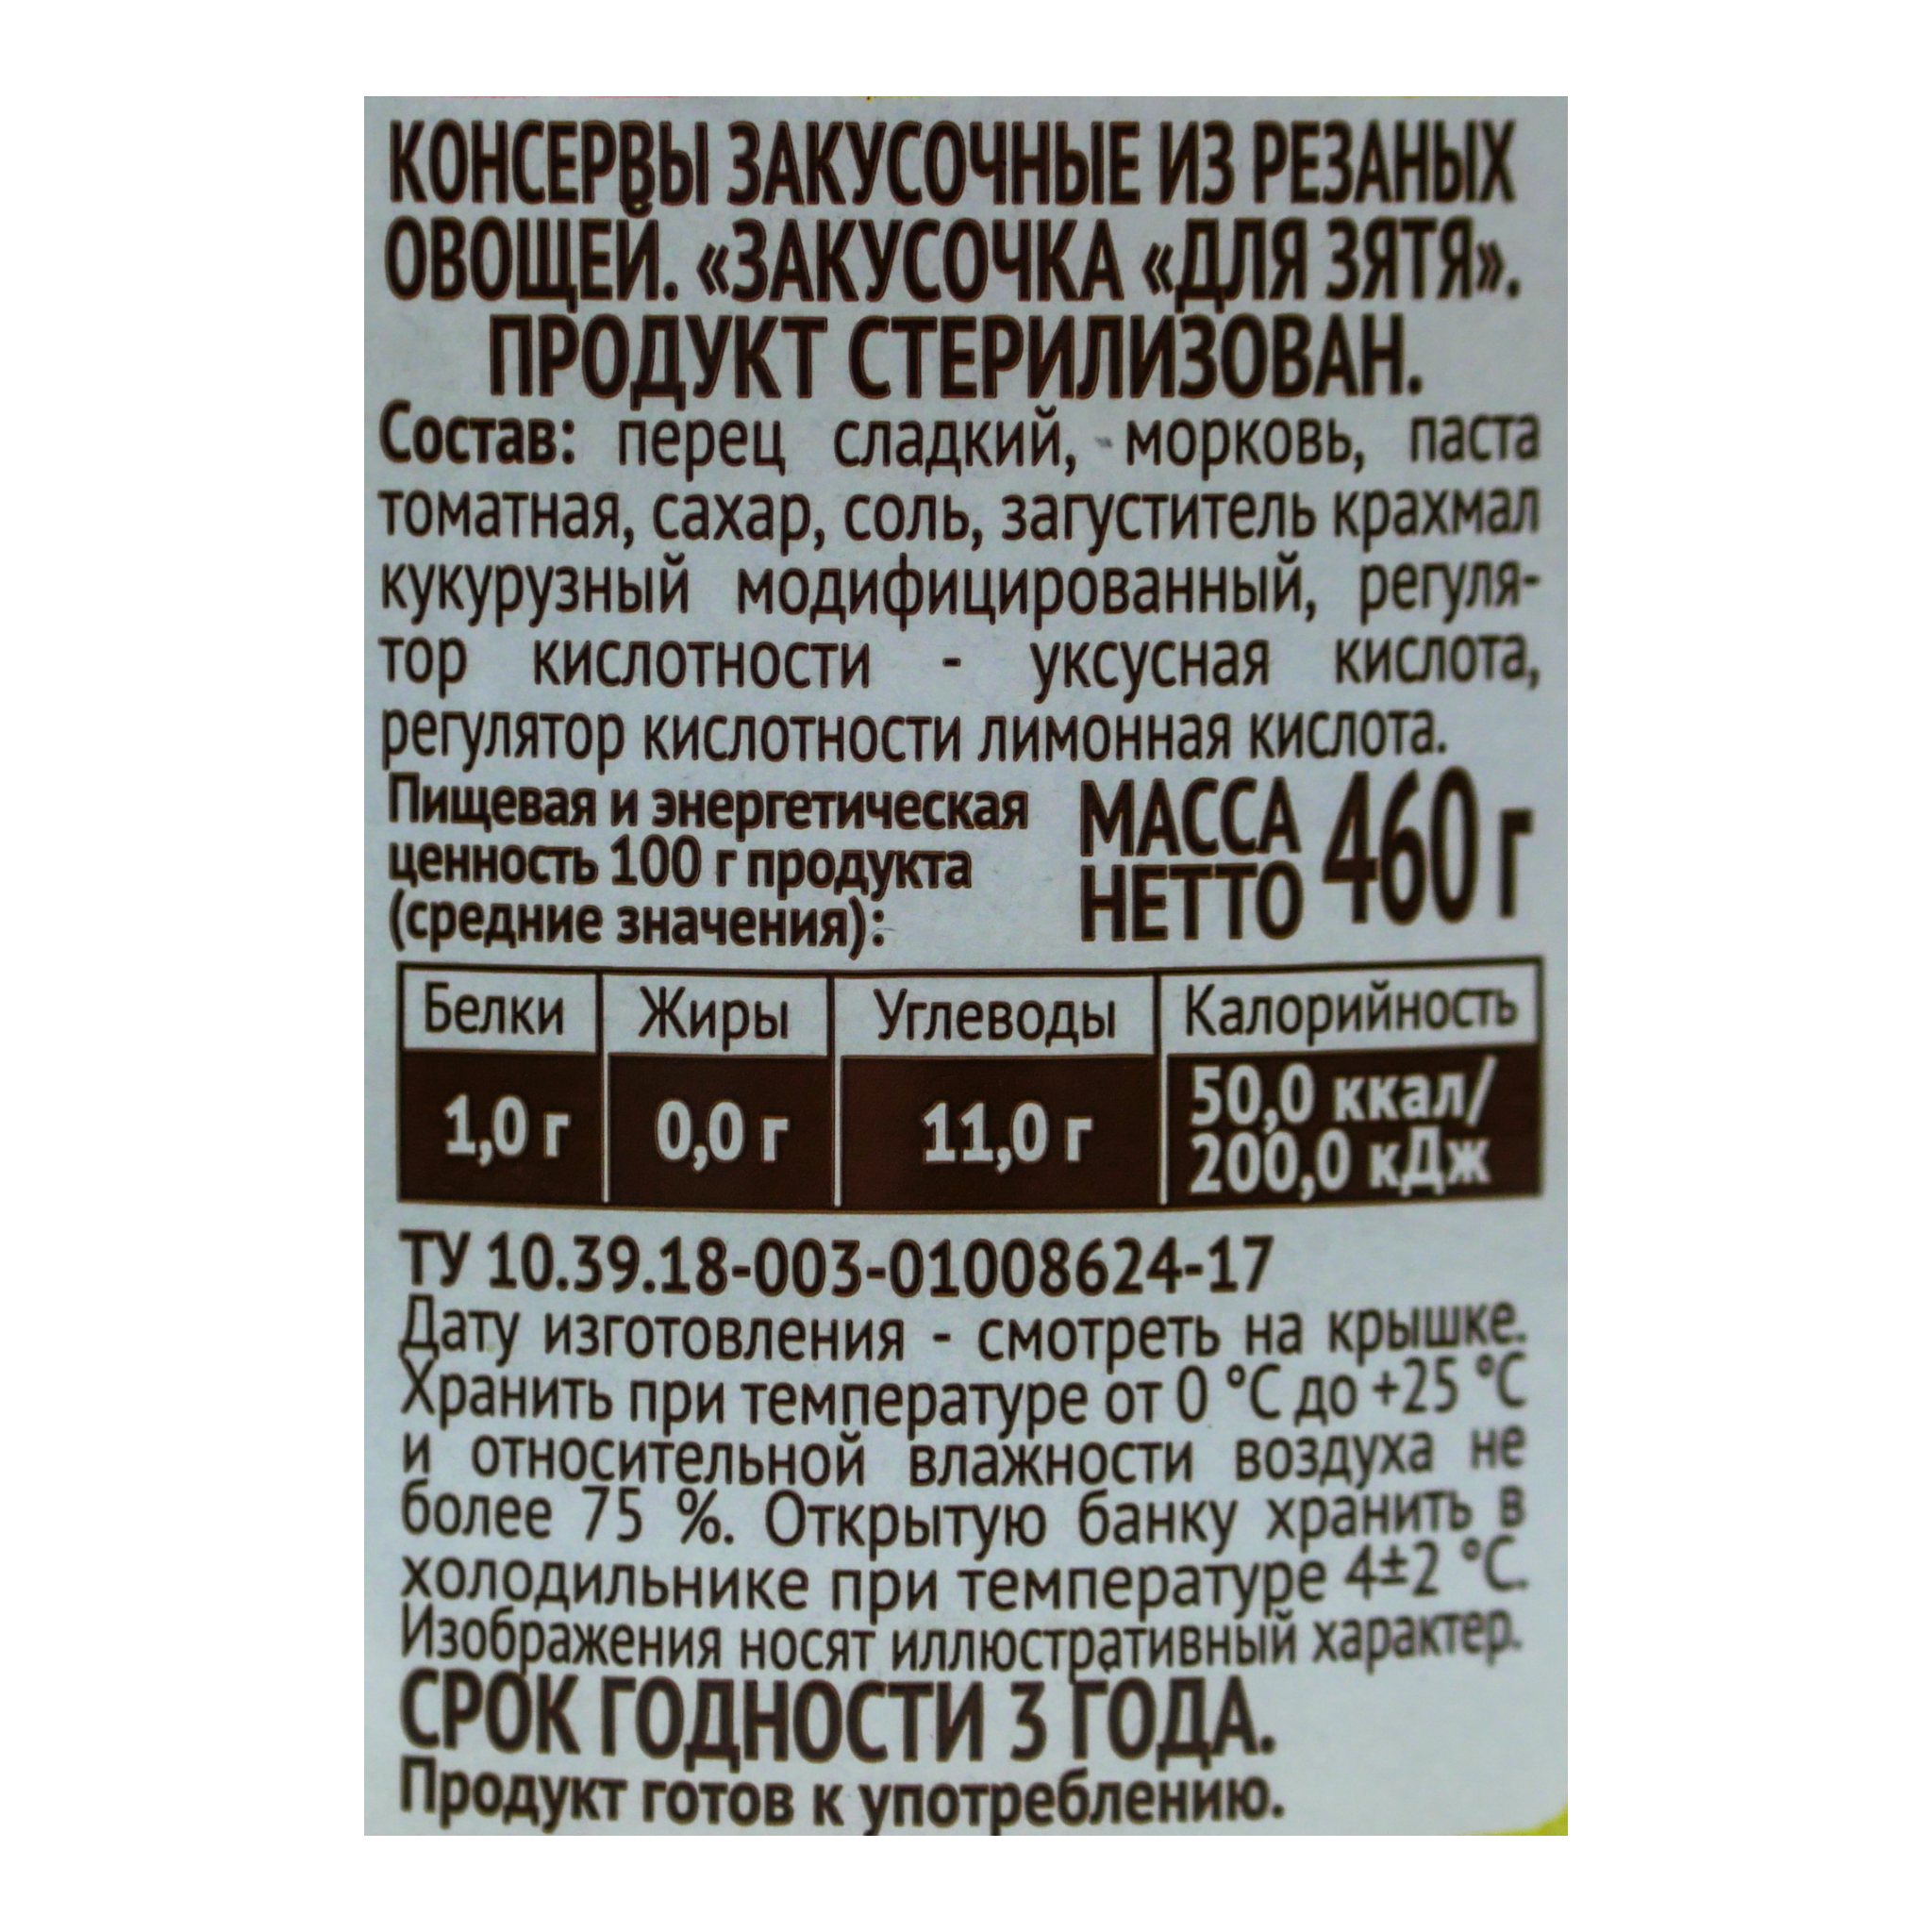 КОНСЕРВЫ ЗАКУСОЧНЫЕ ИЗ РЕЗАНЫХ
ОВОЩЕЙ. «ЗАКУСОЧКА «ДЛЯ ЗЯТЯ».
ПРОДУКТ СТЕРИЛИЗОВАН.
Состав: перец сладкий, морковь, паста
томатная, сахар, соль, загуститель крахмал
кукурузный модифицированный, регуля-
тор кислотности - уксусная кислота,
регулятор кислотности лимонная кислота.
Пищевая и энергетическая
ценность 100 г продукта
(средние значения):
МАССА
НЕТТО 460 г
Белки Жиры Углеводы Калорийность
1,0 г 0,0 г 11,0 г 50,0 ккал/
200,0 кДж
ТУ 10.39.18-003-01008624-17
Дату изготовления - смотреть на крышке.
Хранить при температуре от 0 °С до +25 °С
и относительной влажности воздуха не
более 75 %. Открытую банку хранить в
холодильнике при температуре 4±2 °С.
Изображения носят иллюстративный характер.
СРОК ГОДНОСТИ 3 ГОДА.
Продукт готов к употреблению.